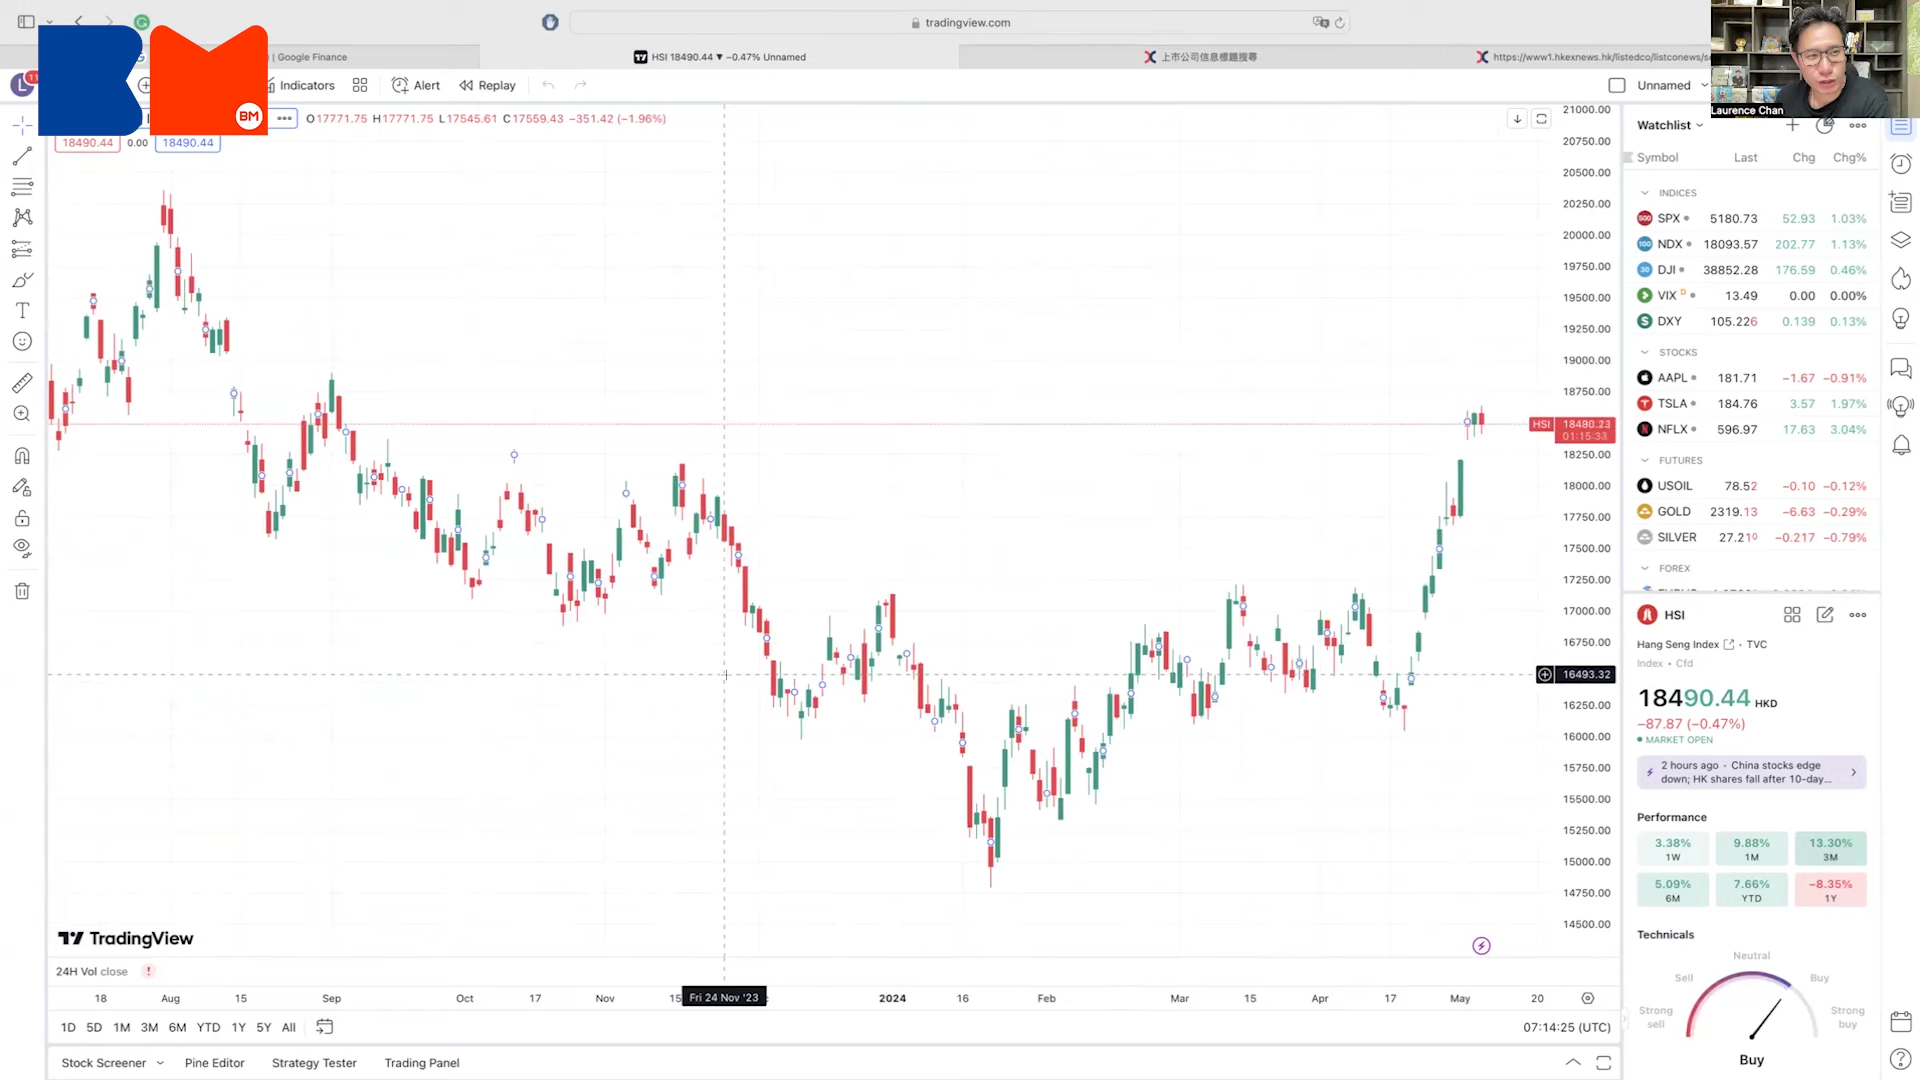 tradingview.com
| Google Finance
HSI 18490.44 ▼ −0.47% Unnamed
上市公司信息標題搜尋
https://www1.hkexnews.hk/listedco/listconews/s
L
11
Indicators
Alert
Replay
Unnamed
BM
O17771.75 H17771.75 L17545.61 C17559.43 −351.42 (−1.96%)
18490.44 0.00 18490.44
Laurence Chan
Watchlist
Symbol Last Chg Chg%
INDICES
SPX 5180.73 52.93 1.03%
NDX 18093.57 202.77 1.13%
DJI 38852.28 176.59 0.46%
VIX D 13.49 0.00 0.00%
DXY 105.226 0.139 0.13%
STOCKS
AAPL 181.71 −1.67 −0.91%
TSLA 184.76 3.57 1.97%
NFLX 596.97 17.63 3.04%
FUTURES
USOIL 78.52 −0.10 −0.12%
GOLD 2319.13 −6.63 −0.29%
SILVER 27.210 −0.217 −0.79%
FOREX
HSI
Hang Seng Index • TVC
Index • Cfd
18490.44 HKD
−87.87 (−0.47%)
MARKET OPEN
2 hours ago • China stocks edge
down; HK shares fall after 10-day...
Performance
3.38% 9.88% 13.30%
1W 1M 3M
5.09% 7.66% −8.35%
6M YTD 1Y
Technicals
Neutral
Sell Buy
Strong sell
Strong buy
Buy
21000.00
20750.00
20500.00
20250.00
20000.00
19750.00
19500.00
19250.00
19000.00
18750.00
HSI 18490.23
01:15:33
18250.00
18000.00
17750.00
17500.00
17250.00
17000.00
16750.00
16493.32
16250.00
16000.00
15750.00
15500.00
15250.00
15000.00
14750.00
14500.00
TradingView
24H Vol close
18 Aug 15 Sep Oct 17 Nov 15 Fri 24 Nov '23 2024 16 Feb Mar 15 Apr 17 May 20
1D 5D 1M 3M 6M YTD 1Y 5Y All
07:14:25 (UTC)
Stock Screener Pine Editor Strategy Tester Trading Panel